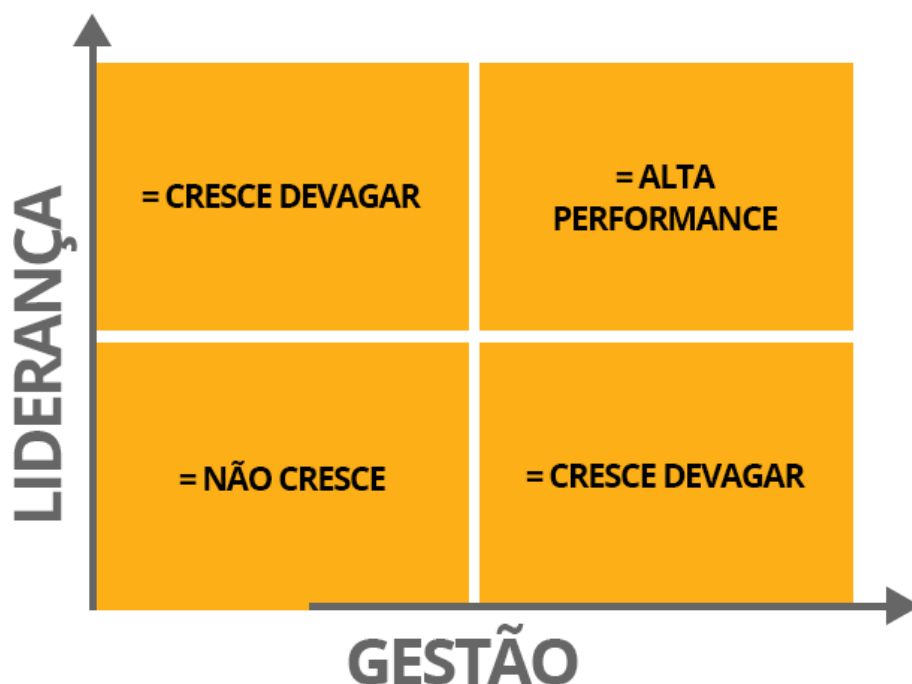 = CRESCE DEVAGAR
= ALTA
PERFORMANCE
LIDERANÇA
= NÃO CRESCE
= CRESCE DEVAGAR
GESTÃO